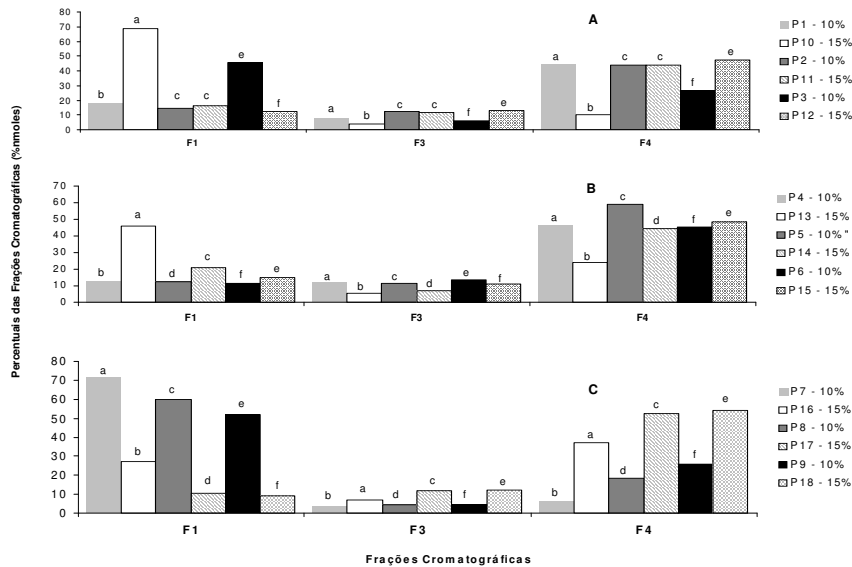 Percentuais das Frações Cromatográficas (%nmoles)
A
80
70
60
50
40
30
20
10
0
b a c c e f
a b c c f e
a b c c f e
F1 F3 F4
P1 - 10%
P10 - 15%
P2 - 10%
P11 - 15%
P3 - 10%
P12 - 15%
B
70
60
50
40
30
20
10
0
b a d c f e
a b c d e f
a b c d f e
F1 F3 F4
P4 - 10%
P13 - 15%
P5 - 10%"
P14 - 15%
P6 - 10%
P15 - 15%
C
80
70
60
50
40
30
20
10
0
a b c d e f
b a d c f e
b a d c f e
F1 F3 F4
P7 - 10%
P16 - 15%
P8 - 10%
P17 - 15%
P9 - 10%
P18 - 15%
Frações Cromatográficas